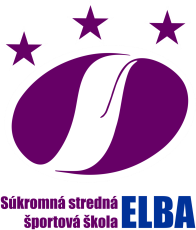 Súkromná stredná
športová škola
ELBA